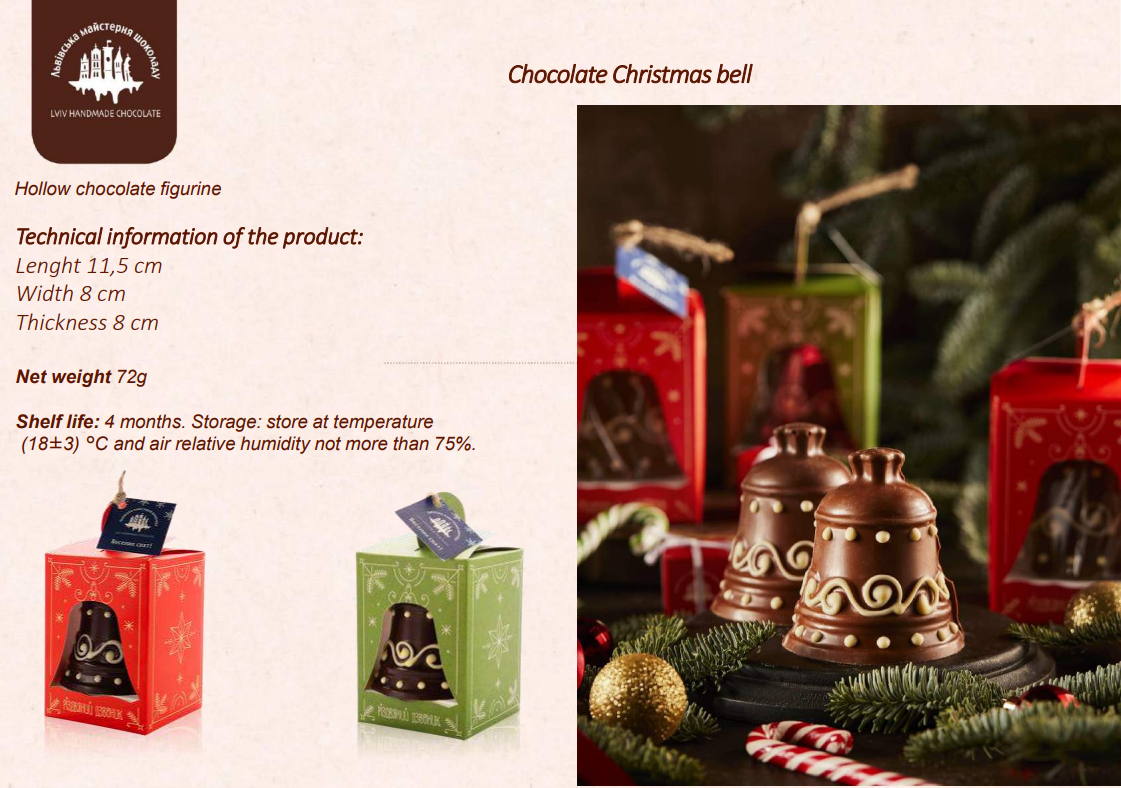 Львівська майстерня шоколаду
LVIV HANDMADE CHOCOLATE
Chocolate Christmas bell
Hollow chocolate figurine
Technical information of the product:
Lenght 11,5 cm
Width 8 cm
Thickness 8 cm
Net weight 72g
Shelf life: 4 months. Storage: store at temperature
(18±3) °C and air relative humidity not more than 75%.
Веселих свят!
Веселих свят!
РІЗДВЯНИЙ ДЗВОНИК
РІЗДВЯНИЙ ДЗВОНИК